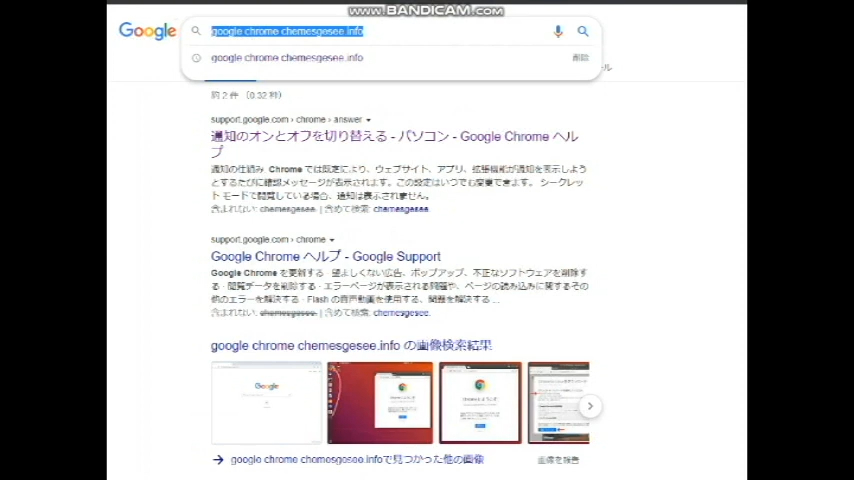 www.BANDICAM.com
Google
google chrome chemesgesee.info
google chrome chemesgesee.info
削除
ル
約 2 件 (0.32 秒)
support.google.com › chrome › answer
通知のオンとオフを切り替える - パソコン - Google Chrome ヘル
プ
通知の仕組み. Chrome では既定により、ウェブサイト、アプリ、拡張機能が通知を表示しよう
とするたびに確認メッセージが表示されます。この設定はいつでも変更できます。 シークレッ
ト モードで閲覧している場合、通知は表示されません。
含まれない: chemesgesee. | 含めて検索: chemesgesee.
support.google.com › chrome
Google Chrome ヘルプ - Google Support
Google Chrome を更新する · 望ましくない広告、ポップアップ、不正なソフトウェアを削除す
る · 閲覧データを削除する · エラーページが表示される問題や、ページの読み込みに関するその
他のエラーを解決する · Flash の音声動画を使用する、問題を解決する ...
含まれない: chemesgesee. | 含めて検索: chemesgesee.
google chrome chemesgesee.info の画像検索結果
Google
google chrome chemesgesee.infoで見つかった他の画像
画像を報告